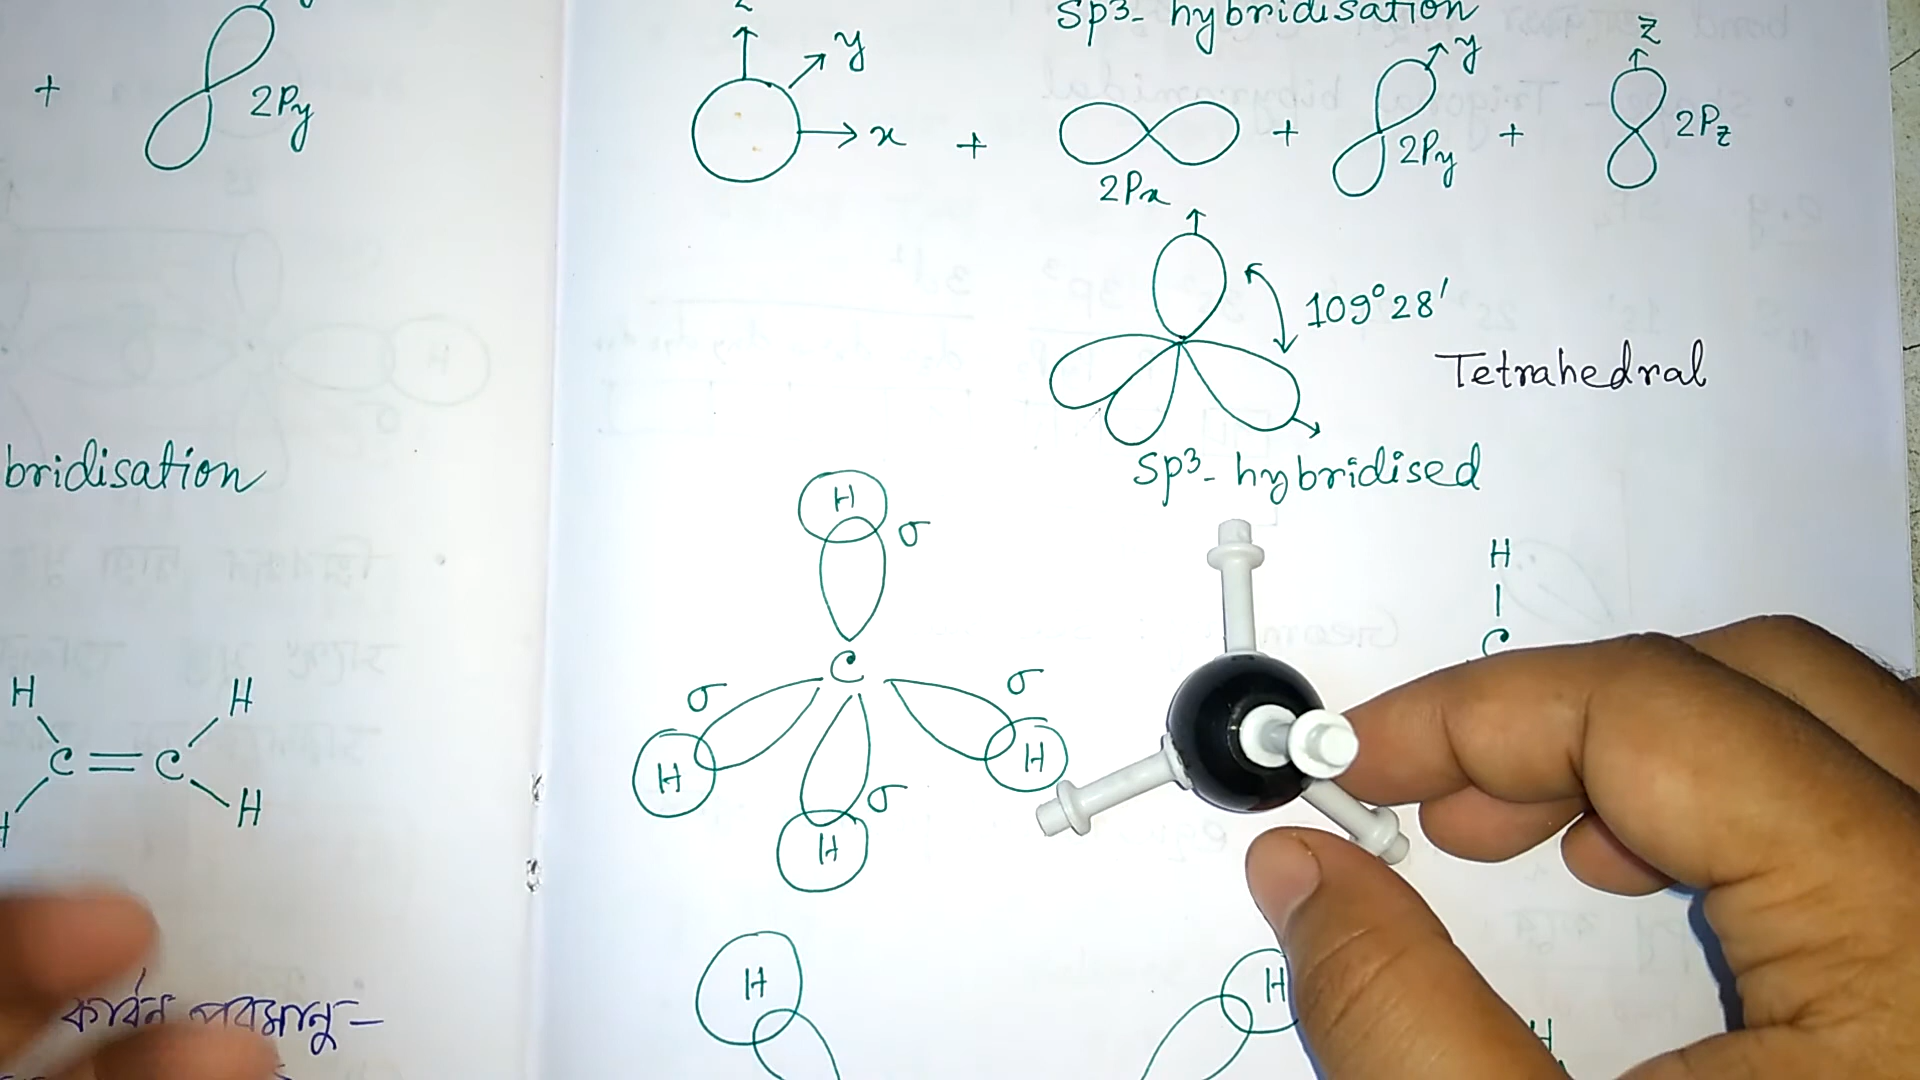 +
2Py
bridisation
H H
C = C
H
কার্বন পরমানু-
Sp3- hybridisation
y
x
+
2Px
+
y
2Py
+
z
2Pz
109°28'
Tetrahedral
Sp3- hybridised
H
σ
C
σ
σ
H
H
σ
H
H
C
H
H
H